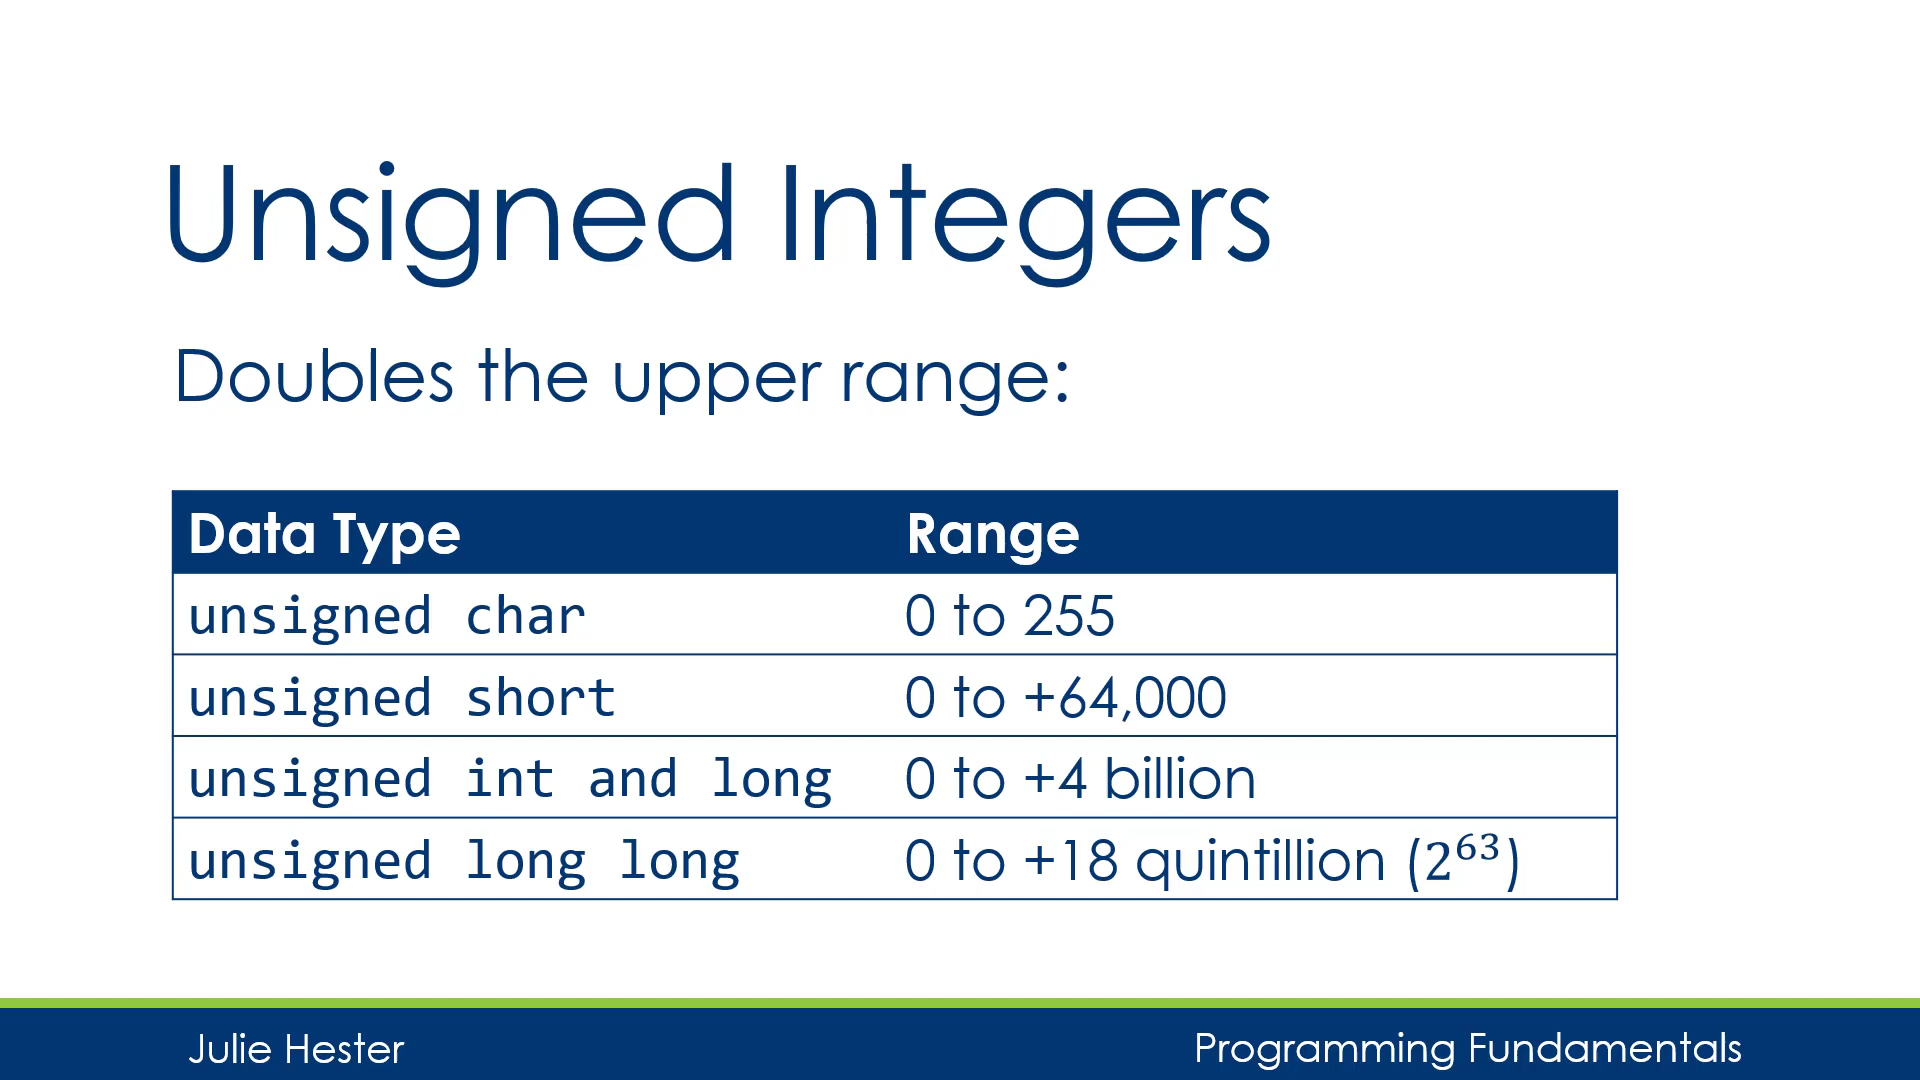 Unsigned Integers
Doubles the upper range:
Data Type Range
unsigned char 0 to 255
unsigned short 0 to +64,000
unsigned int and long 0 to +4 billion
unsigned long long 0 to +18 quintillion (2⁶³)
Julie Hester Programming Fundamentals